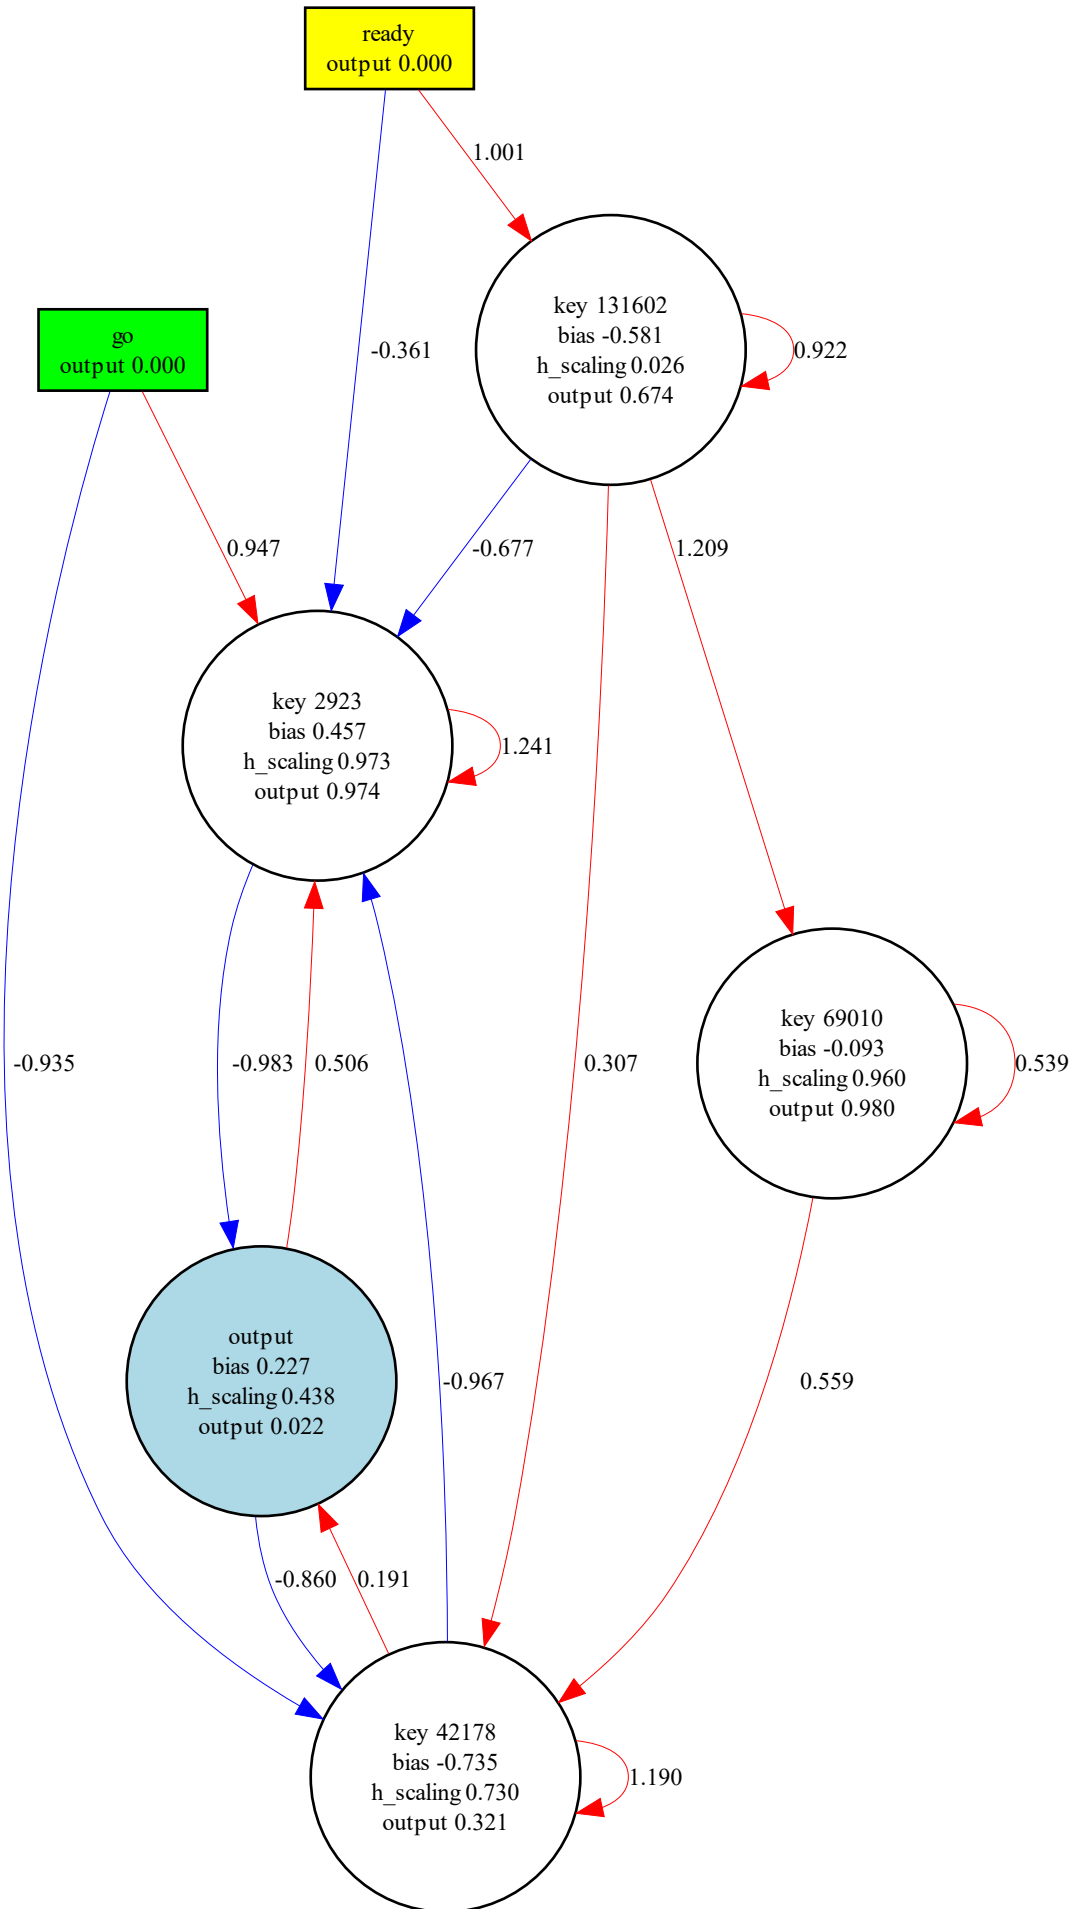 ready
output 0.000
1.001
key 131602
bias -0.581
h_scaling 0.026
output 0.674
0.922
go
output 0.000
-0.361
0.947
-0.677
1.209
key 2923
bias 0.457
h_scaling 0.973
output 0.974
1.241
key 69010
bias -0.093
h_scaling 0.960
output 0.980
0.539
-0.935
-0.983
0.506
0.307
output
bias 0.227
h_scaling 0.438
output 0.022
-0.967
0.559
-0.860
0.191
key 42178
bias -0.735
h_scaling 0.730
output 0.321
1.190